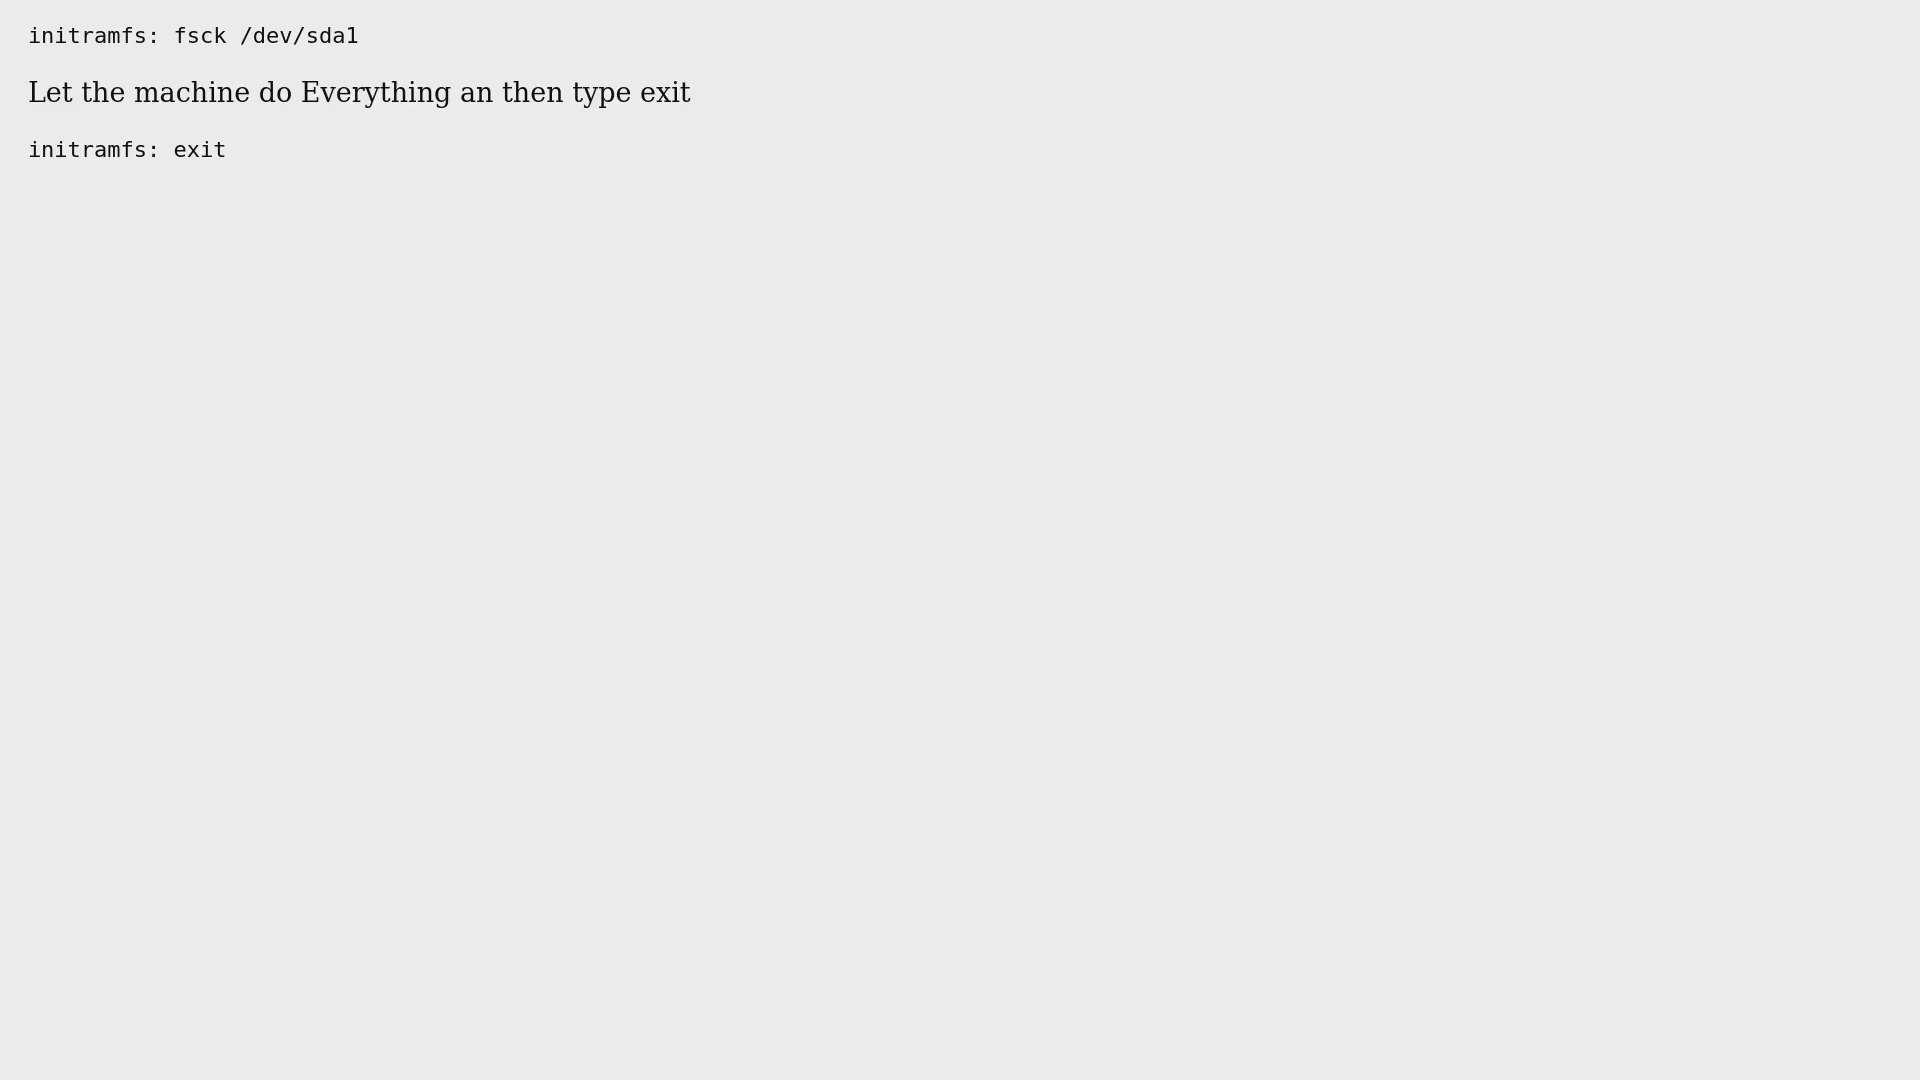 initramfs: fsck /dev/sda1
Let the machine do Everything an then type exit
initramfs: exit